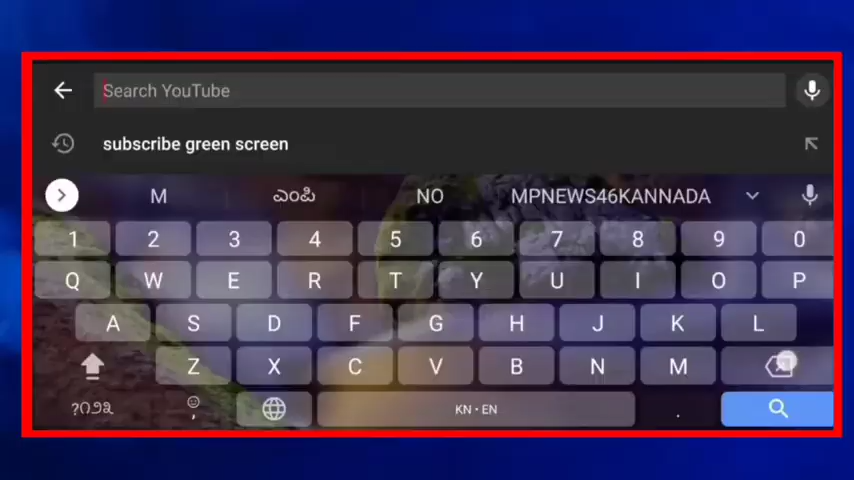 Search YouTube
subscribe green screen
M ಎಂಪಿ NO MPNEWS46KANNADA
1 2 3 4 5 6 7 8 9 0
Q W E R T Y U I O P
A S D F G H J K L
Z X C V B N M
?೧೨೩ , KN • EN .